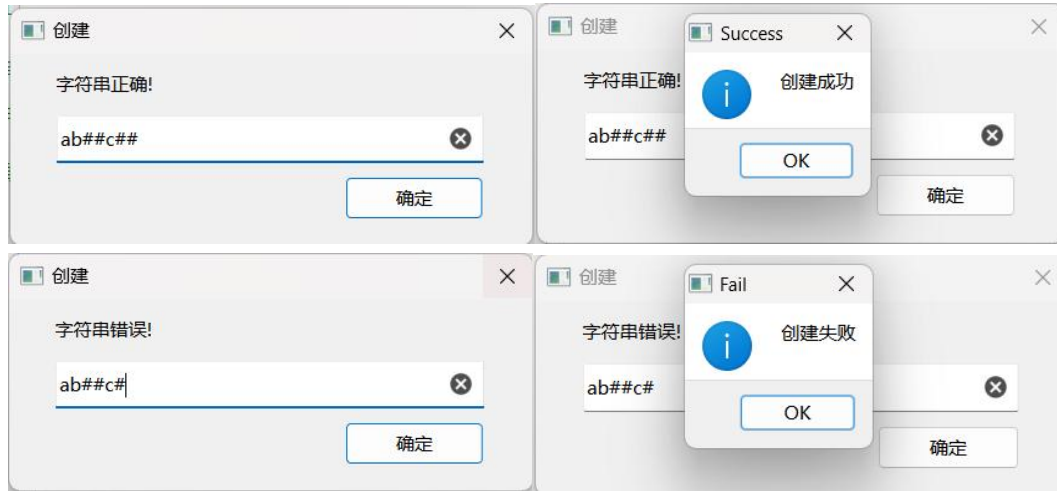 创建
字符串正确!
ab##c##
确定
创建
字符串正确!
ab##c##
确定
Success
创建成功
OK
创建
字符串错误!
ab##c#
确定
创建
字符串错误!
ab##c#
确定
Fail
创建失败
OK